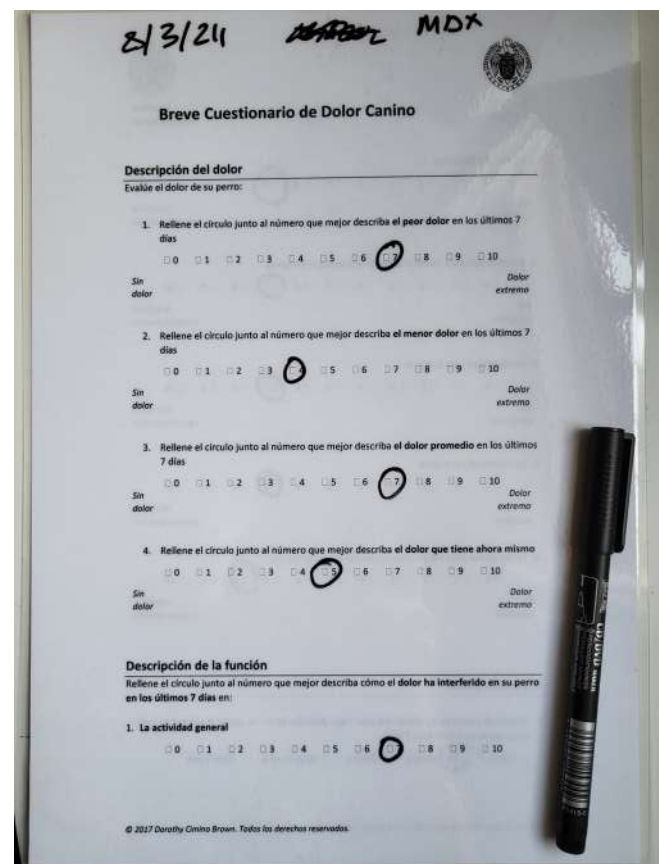 8/3/24 MDX
Breve Cuestionario de Dolor Canino
Descripción del dolor
Evalúe el dolor de su perro:
1. Rellene el círculo junto al número que mejor describa el peor dolor en los últimos 7
días
0 1 2 3 4 5 6 7 8 9 10
Sin Dolor
dolor extremo
2. Rellene el círculo junto al número que mejor describa el menor dolor en los últimos 7
días
0 1 2 3 4 5 6 7 8 9 10
Sin Dolor
dolor extremo
3. Rellene el círculo junto al número que mejor describa el dolor promedio en los últimos
7 días
0 1 2 3 4 5 6 7 8 9 10
Sin Dolor
dolor extremo
4. Rellene el círculo junto al número que mejor describa el dolor que tiene ahora mismo
0 1 2 3 4 5 6 7 8 9 10
Sin Dolor
dolor extremo
Descripción de la función
Rellene el círculo junto al número que mejor describa cómo el dolor ha interferido en su perro
en los últimos 7 días en:
1. La actividad general
0 1 2 3 4 5 6 7 8 9 10
© 2017 Dorothy Cimino Brown. Todos los derechos reservados.